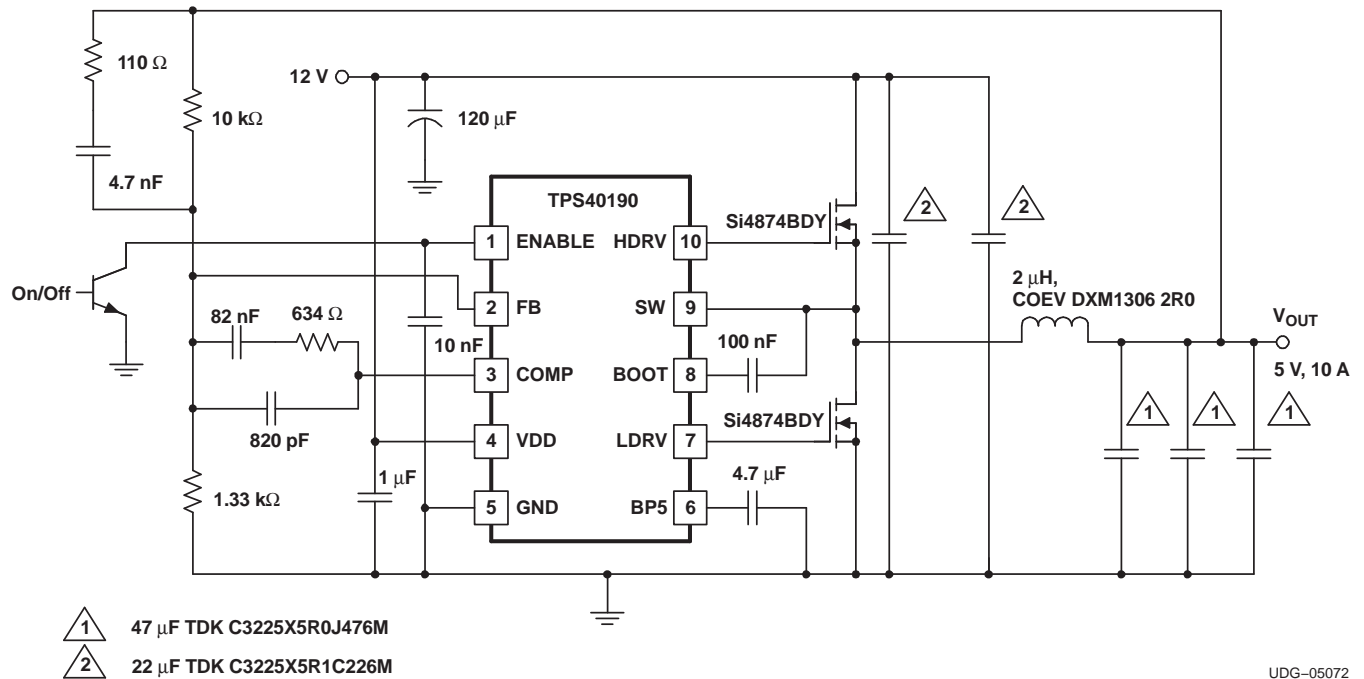 110 Ω
10 kΩ
4.7 nF
12 V
120 μF
TPS40190
1 ENABLE HDRV 10
2 FB SW 9
3 COMP BOOT 8
4 VDD LDRV 7
5 GND BP5 6
On/Off
82 nF
634 Ω
10 nF
820 pF
1.33 kΩ
1 μF
Si4874BDY
100 nF
Si4874BDY
4.7 μF
2
2
2 μH,
COEV DXM1306 2R0
VOUT
5 V, 10 A
1
1
1
1 47 μF TDK C3225X5R0J476M
2 22 μF TDK C3225X5R1C226M
UDG−05072